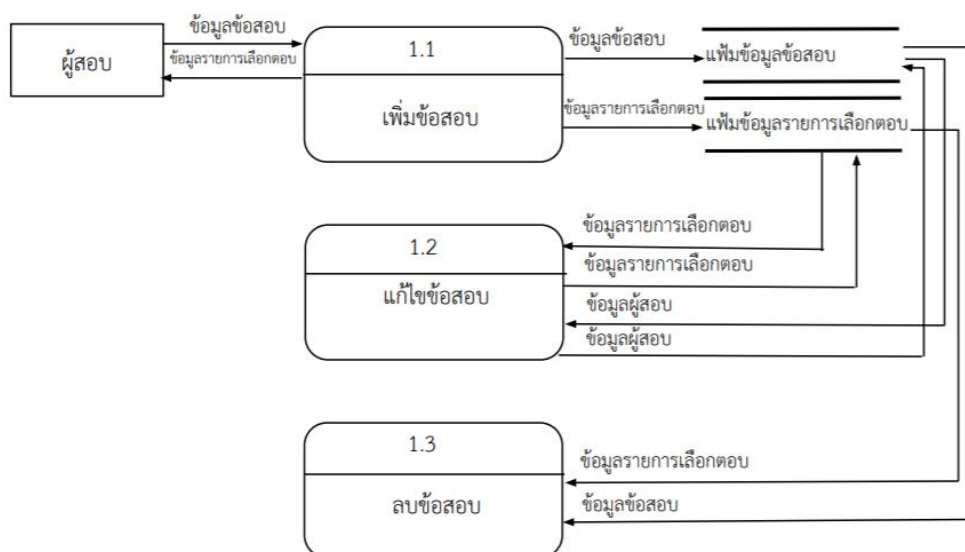 ผู้สอบ
ข้อมูลข้อสอบ
ข้อมูลรายการเลือกตอบ
1.1
เพิ่มข้อสอบ
ข้อมูลข้อสอบ
แฟ้มข้อมูลข้อสอบ
ข้อมูลรายการเลือกตอบ
แฟ้มข้อมูลรายการเลือกตอบ
1.2
แก้ไขข้อสอบ
ข้อมูลรายการเลือกตอบ
ข้อมูลรายการเลือกตอบ
ข้อมูลผู้สอบ
ข้อมูลผู้สอบ
1.3
ลบข้อสอบ
ข้อมูลรายการเลือกตอบ
ข้อมูลข้อสอบ